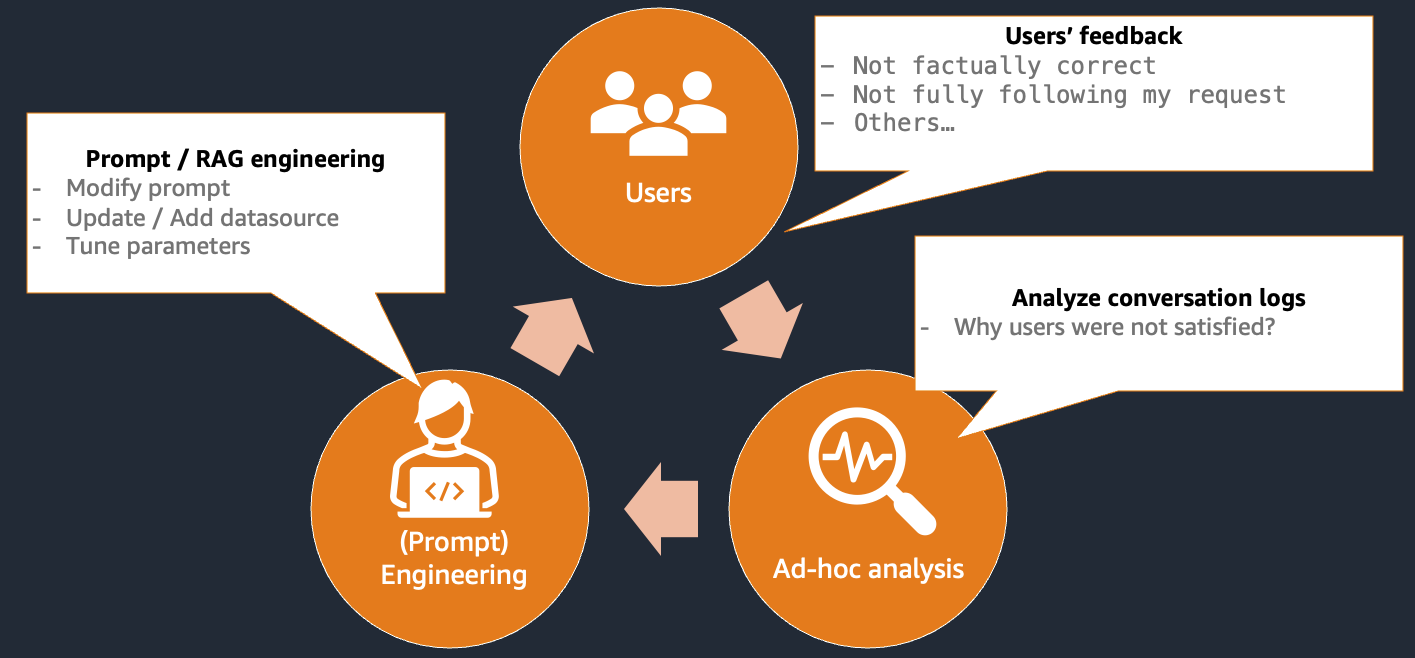 Users' feedback
– Not factually correct
– Not fully following my request
– Others…
Prompt / RAG engineering
- Modify prompt
- Update / Add datasource
- Tune parameters
Users
Analyze conversation logs
- Why users were not satisfied?
</>
(Prompt)
Engineering
Ad-hoc analysis